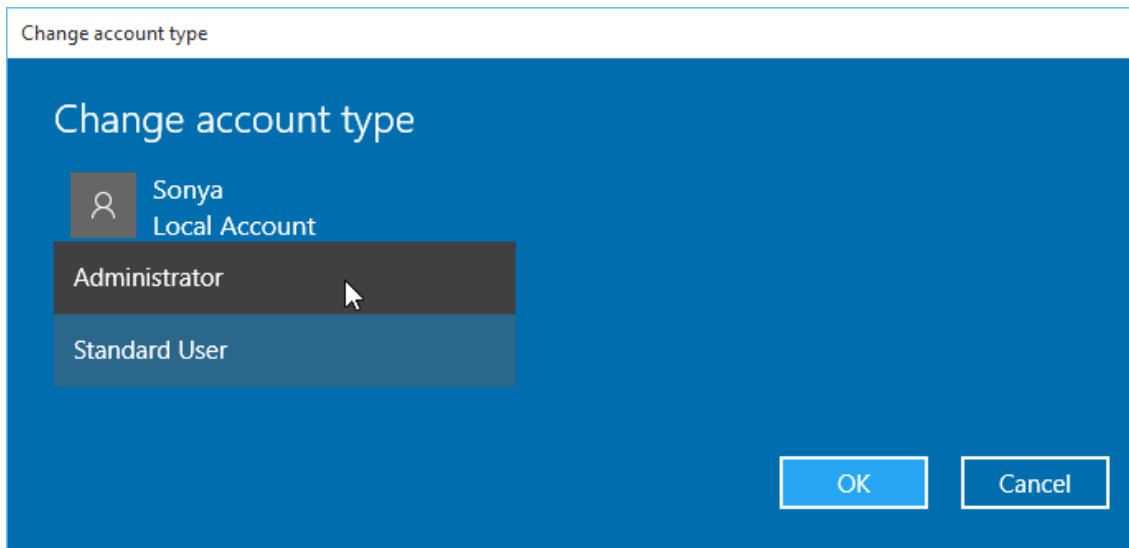 Change account type
Change account type
Sonya
Local Account
Administrator
Standard User
OK
Cancel